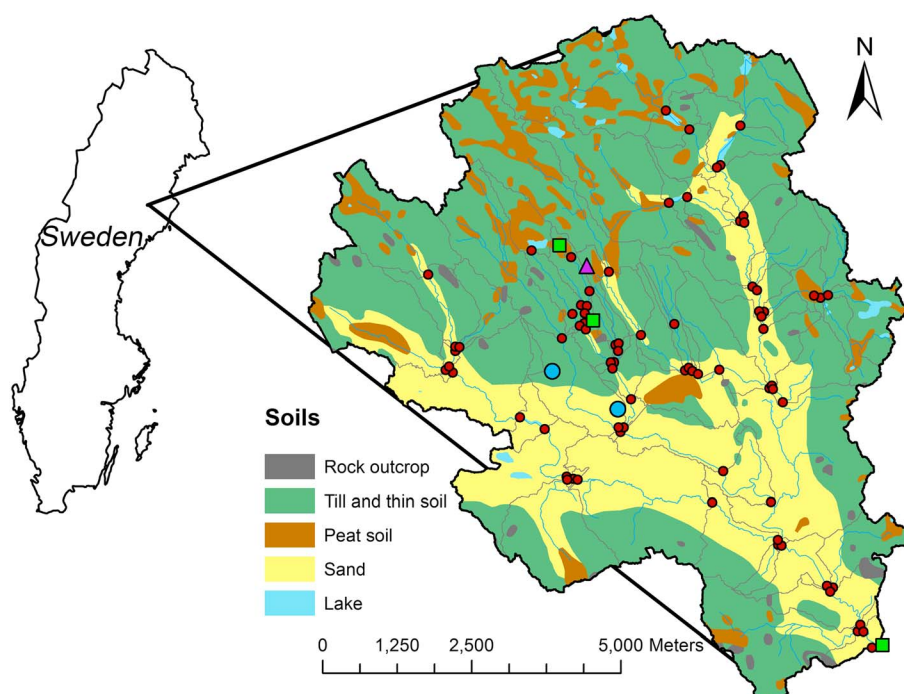 N
Sweden
Soils
Rock outcrop
Till and thin soil
Peat soil
Sand
Lake
0 1,250 2,500 5,000 Meters